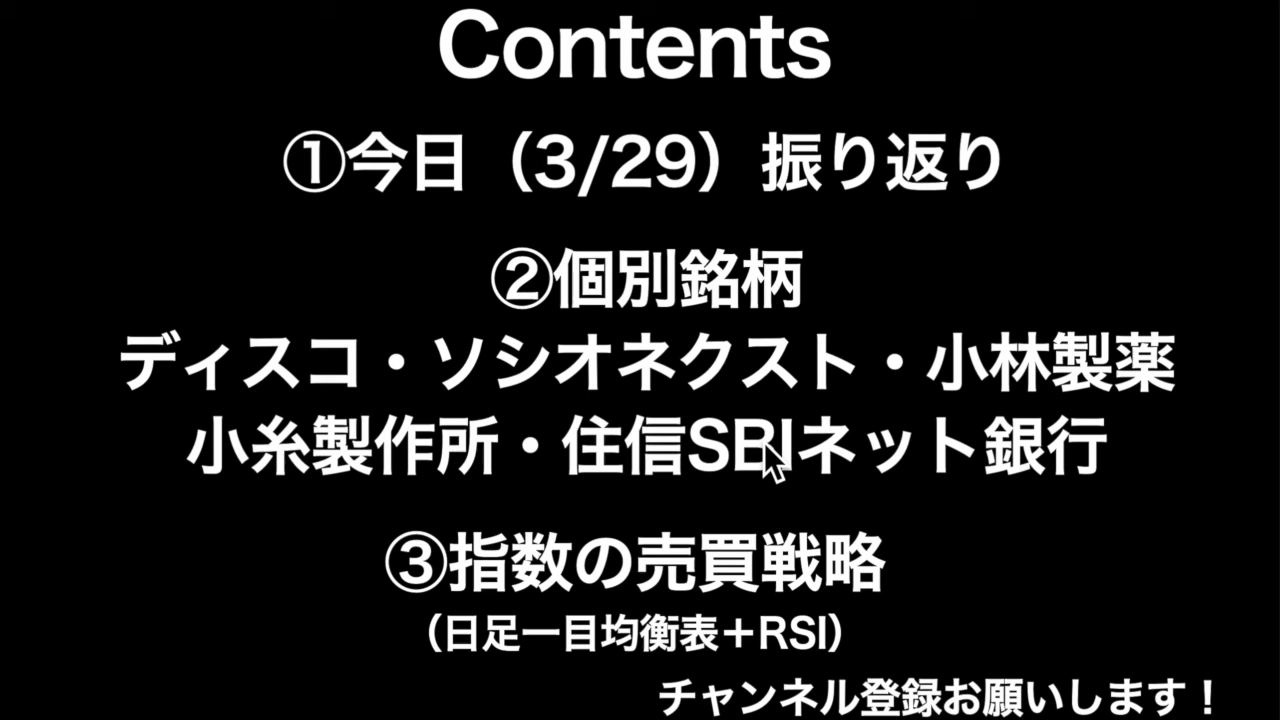 Contents
①今日（3/29）振り返り
②個別銘柄
ディスコ・ソシオネクスト・小林製薬
小糸製作所・住信SBIネット銀行
③指数の売買戦略
（日足一目均衡表＋RSI）
チャンネル登録お願いします！